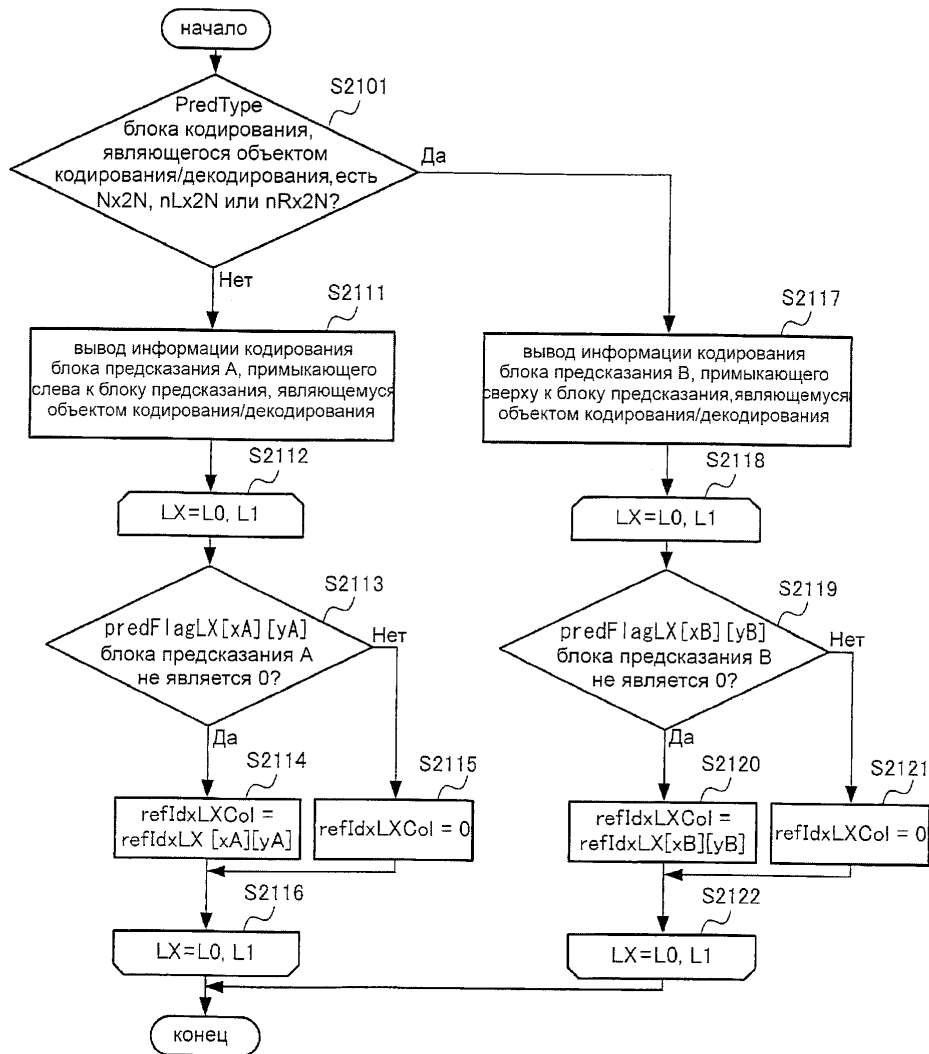 начало
S2101
PredType
блока кодирования,
являющегося объектом
кодирования/декодирования, есть
Nx2N, nLx2N или nRx2N?
Да
Нет
S2111
вывод информации кодирования
блока предсказания A, примыкающего
слева к блоку предсказания, являющемуся
объектом кодирования/декодирования
S2117
вывод информации кодирования
блока предсказания B, примыкающего
сверху к блоку предсказания, являющемуся
объектом кодирования/декодирования
S2112
LX=L0, L1
S2118
LX=L0, L1
S2113
predFlagLX[xA][yA]
блока предсказания A
не является 0?
Нет
Да
S2119
predFlagLX[xB][yB]
блока предсказания B
не является 0?
Нет
Да
S2114
refIdxLXCol =
refIdxLX [xA][yA]
S2115
refIdxLXCol = 0
S2120
refIdxLXCol =
refIdxLX[xB][yB]
S2121
refIdxLXCol = 0
S2116
LX=L0, L1
S2122
LX=L0, L1
конец